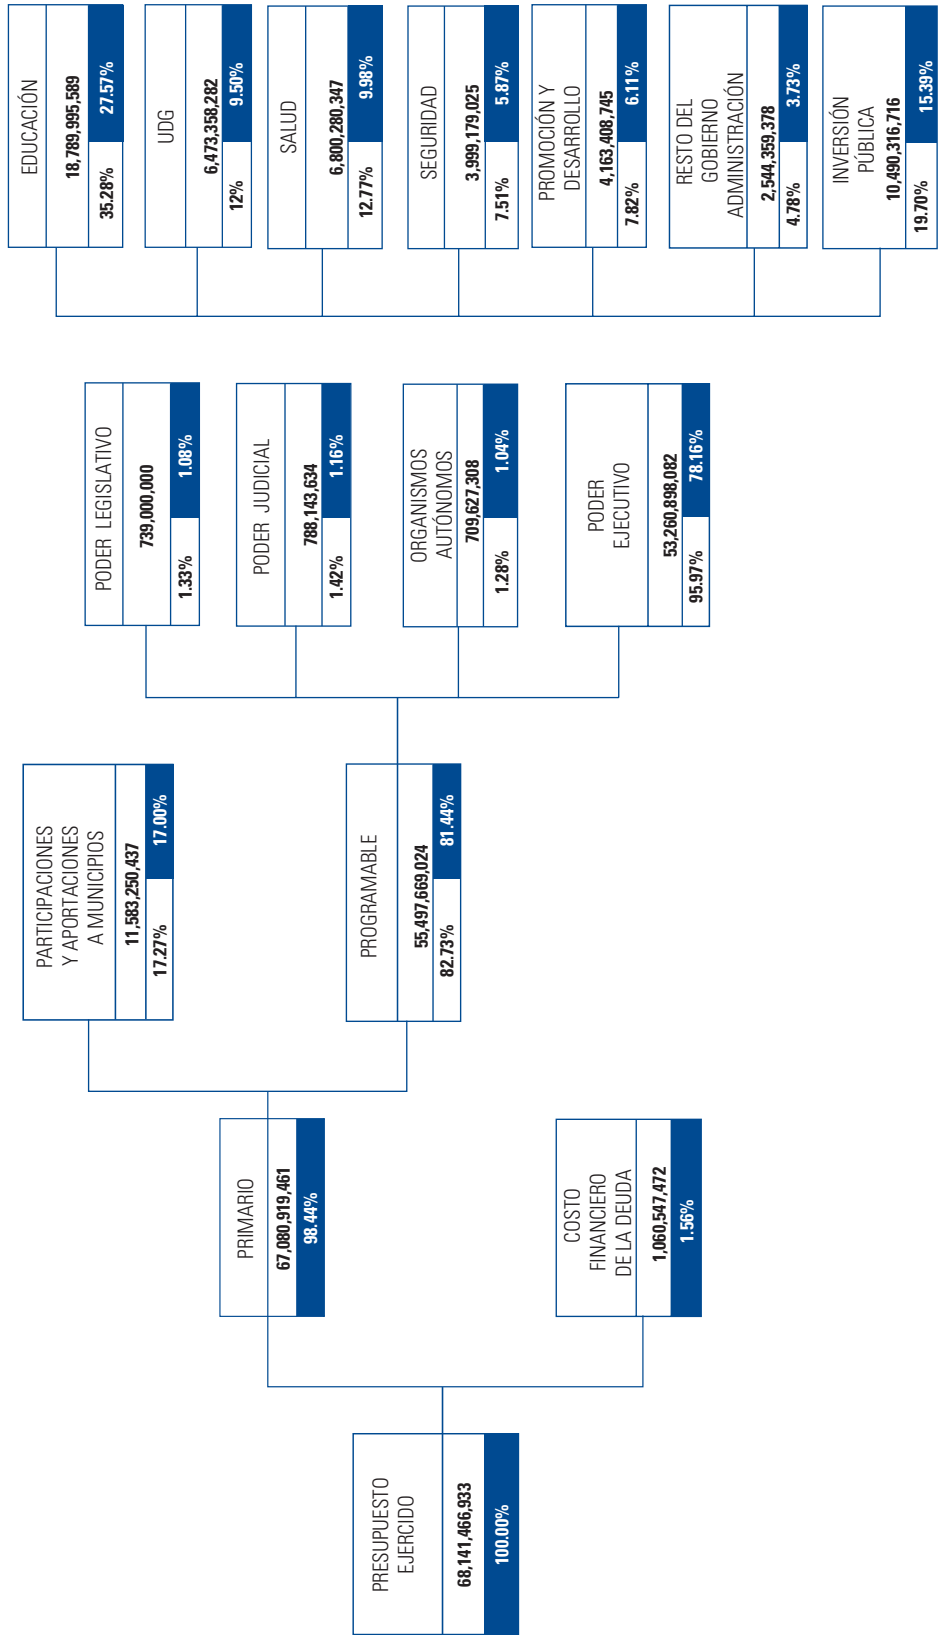 PRESUPUESTO
EJERCIDO
68,141,466,933
100.00%
PRIMARIO
67,080,919,461
98.44%
COSTO
FINANCIERO
DE LA DEUDA
1,060,547,472
1.56%
PARTICIPACIONES
Y APORTACIONES
A MUNICIPIOS
11,583,250,437
17.27% 17.00%
PROGRAMABLE
55,497,669,024
82.73% 81.44%
PODER LEGISLATIVO
739,000,000
1.33% 1.08%
PODER JUDICIAL
788,143,634
1.42% 1.16%
ORGANISMOS
AUTÓNOMOS
709,627,308
1.28% 1.04%
PODER
EJECUTIVO
53,260,898,082
95.97% 78.16%
EDUCACIÓN
18,789,995,589
35.28% 27.57%
UDG
6,473,358,282
12% 9.50%
SALUD
6,800,280,347
12.77% 9.98%
SEGURIDAD
3,999,179,025
7.51% 5.87%
PROMOCIÓN Y
DESARROLLO
4,163,408,745
7.82% 6.11%
RESTO DEL
GOBIERNO
ADMINISTRACIÓN
2,544,359,378
4.78% 3.73%
INVERSIÓN
PÚBLICA
10,490,316,716
19.70% 15.39%